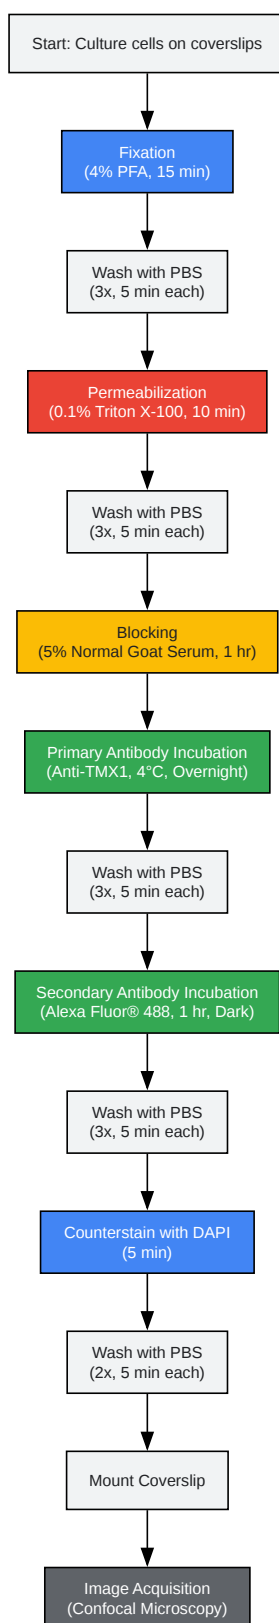 Start: Culture cells on coverslips
Fixation
(4% PFA, 15 min)
Wash with PBS
(3x, 5 min each)
Permeabilization
(0.1% Triton X-100, 10 min)
Wash with PBS
(3x, 5 min each)
Blocking
(5% Normal Goat Serum, 1 hr)
Primary Antibody Incubation
(Anti-TMX1, 4°C, Overnight)
Wash with PBS
(3x, 5 min each)
Secondary Antibody Incubation
(Alexa Fluor® 488, 1 hr, Dark)
Wash with PBS
(3x, 5 min each)
Counterstain with DAPI
(5 min)
Wash with PBS
(2x, 5 min each)
Mount Coverslip
Image Acquisition
(Confocal Microscopy)